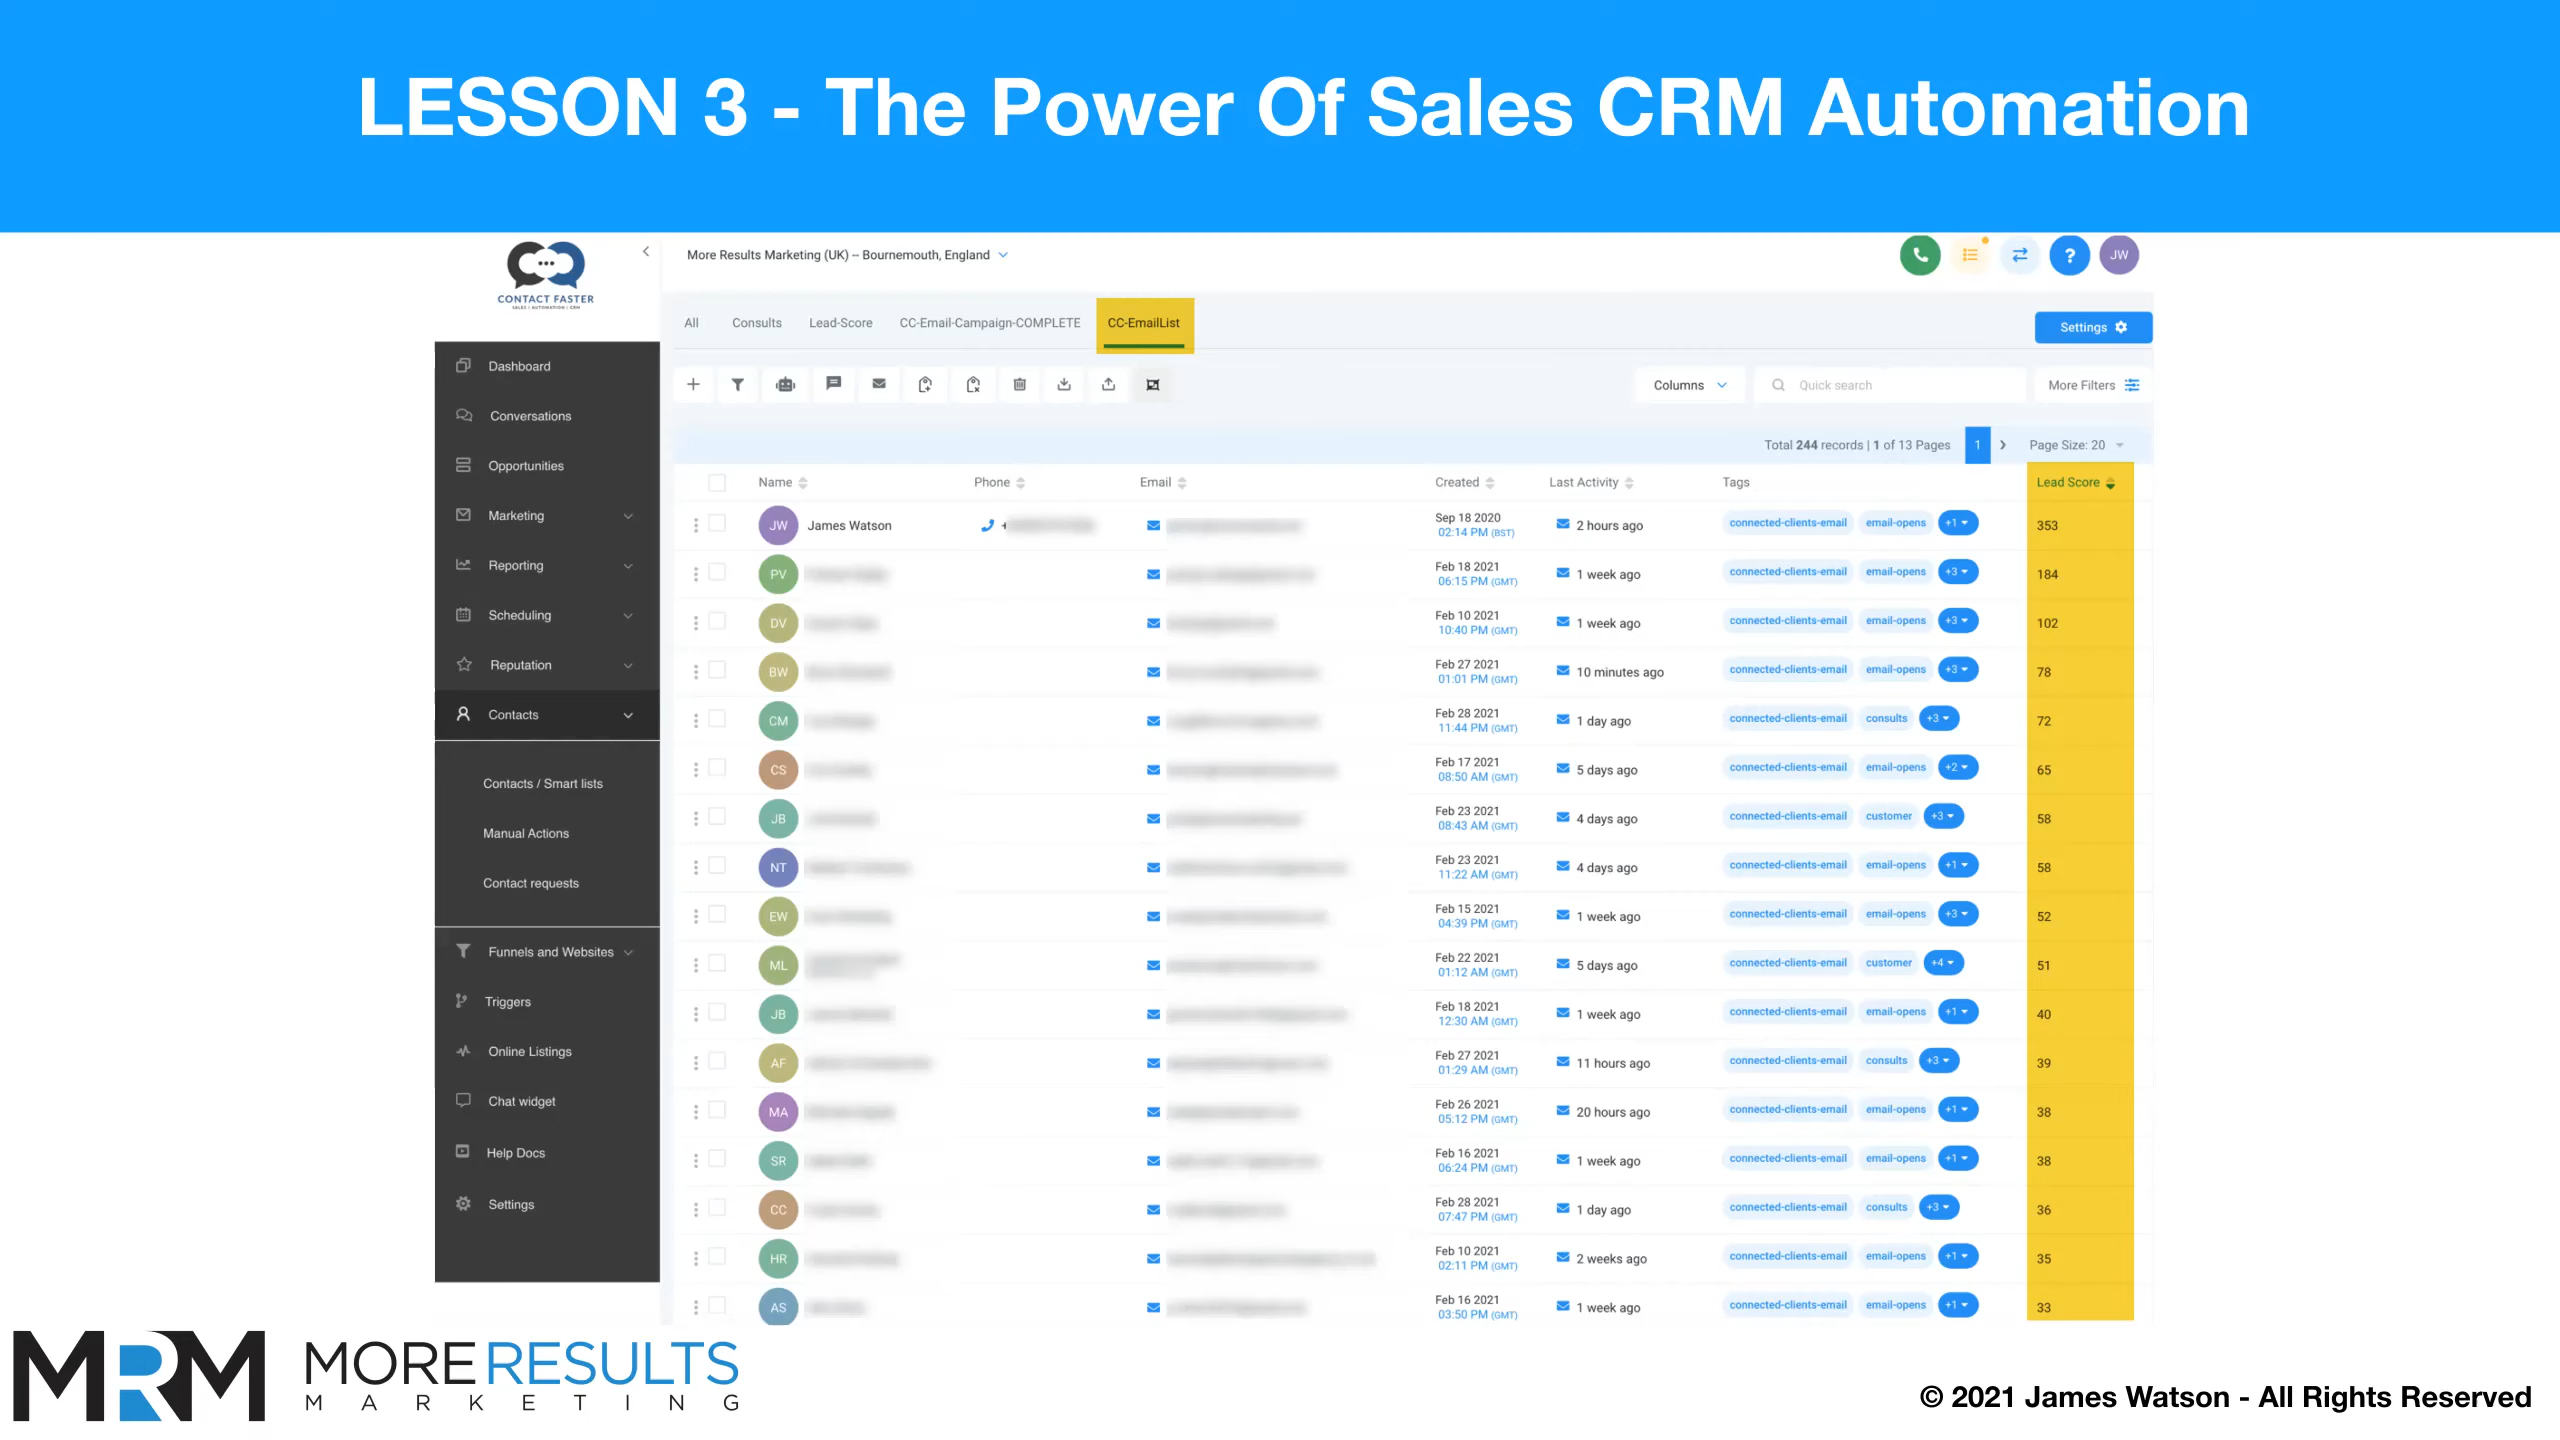 LESSON 3 - The Power Of Sales CRM Automation
CONTACT FASTER
SALES | AUTOMATION | CRM
More Results Marketing (UK) -- Bournemouth, England
JW
All Consults Lead-Score CC-Email-Campaign-COMPLETE CC-EmailList
Settings
Columns Quick search More Filters
Total 244 records | 1 of 13 Pages 1 Page Size: 20
Dashboard
Conversations
Opportunities
Marketing
Reporting
Scheduling
Reputation
Contacts
Contacts / Smart lists
Manual Actions
Contact requests
Funnels and Websites
Triggers
Online Listings
Chat widget
Help Docs
Settings
Name Phone Email Created Last Activity Tags Lead Score
JW James Watson + Sep 18 2020 02:14 PM (BST) 2 hours ago connected-clients-email email-opens +1 353
PV Feb 18 2021 06:15 PM (GMT) 1 week ago connected-clients-email email-opens +3 184
DV Feb 10 2021 10:40 PM (GMT) 1 week ago connected-clients-email email-opens +3 102
BW Feb 27 2021 01:01 PM (GMT) 10 minutes ago connected-clients-email email-opens +3 78
CM Feb 28 2021 11:44 PM (GMT) 1 day ago connected-clients-email consults +3 72
CS Feb 17 2021 08:50 AM (GMT) 5 days ago connected-clients-email email-opens +2 65
JB Feb 23 2021 08:43 AM (GMT) 4 days ago connected-clients-email customer +3 58
NT Feb 23 2021 11:22 AM (GMT) 4 days ago connected-clients-email email-opens +1 58
EW Feb 15 2021 04:39 PM (GMT) 1 week ago connected-clients-email email-opens +3 52
ML Feb 22 2021 01:12 AM (GMT) 5 days ago connected-clients-email customer +4 51
JB Feb 18 2021 12:30 AM (GMT) 1 week ago connected-clients-email email-opens +1 40
AF Feb 27 2021 01:29 AM (GMT) 11 hours ago connected-clients-email consults +3 39
MA Feb 26 2021 05:12 PM (GMT) 20 hours ago connected-clients-email email-opens +1 38
SR Feb 16 2021 06:24 PM (GMT) 1 week ago connected-clients-email email-opens +1 38
CC Feb 28 2021 07:47 PM (GMT) 1 day ago connected-clients-email consults +3 36
HR Feb 10 2021 02:11 PM (GMT) 2 weeks ago connected-clients-email email-opens +1 35
AS Feb 16 2021 03:50 PM (GMT) 1 week ago connected-clients-email email-opens +1 33
MRM MORE RESULTS
MARKETING
© 2021 James Watson - All Rights Reserved